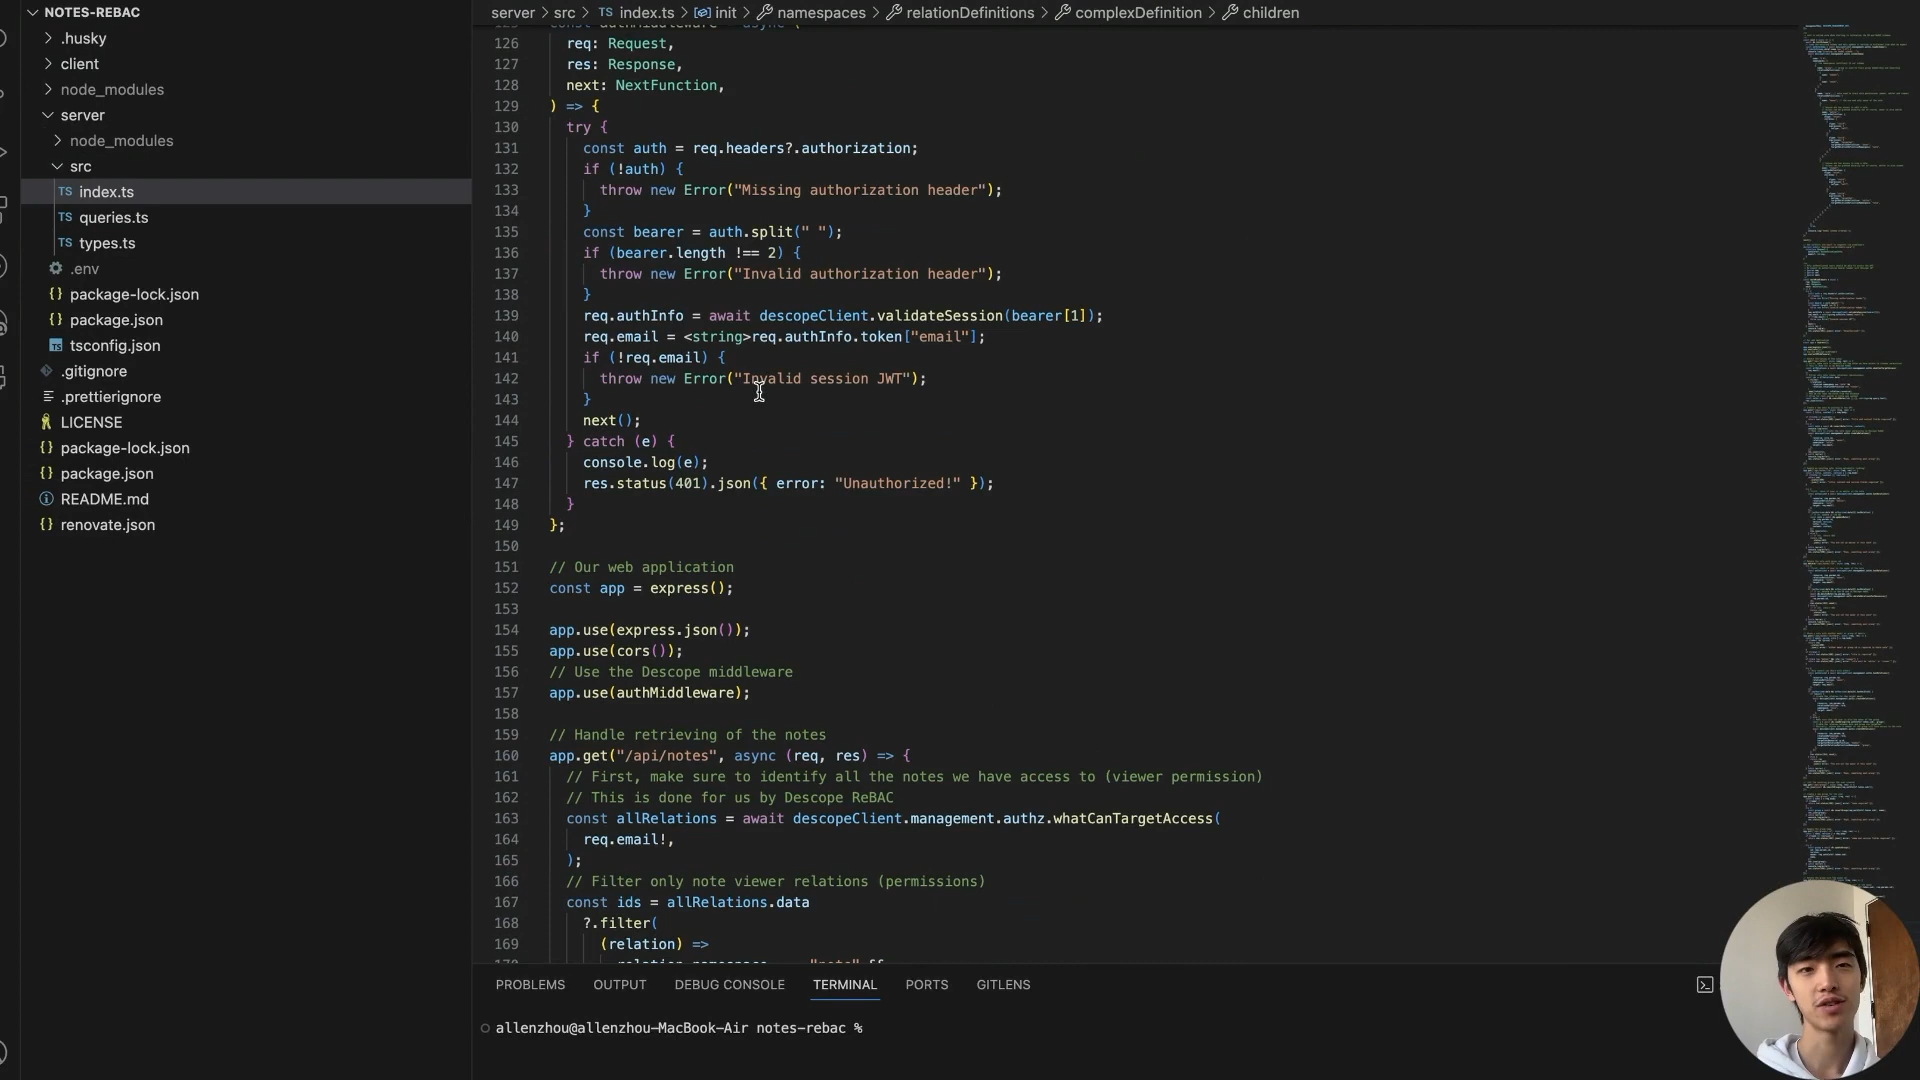 NOTES-REBAC
.husky
client
node_modules
server
node_modules
src
TS index.ts
TS queries.ts
TS types.ts
.env
{} package-lock.json
{} package.json
TS tsconfig.json
.gitignore
.prettierignore
LICENSE
{} package-lock.json
{} package.json
README.md
{} renovate.json
server > src > TS index.ts > init > namespaces > relationDefinitions > complexDefinition > children
126 req: Request,
127 res: Response,
128 next: NextFunction,
129 ) => {
130 try {
131 const auth = req.headers?.authorization;
132 if (!auth) {
133 throw new Error("Missing authorization header");
134 }
135 const bearer = auth.split(" ");
136 if (bearer.length !== 2) {
137 throw new Error("Invalid authorization header");
138 }
139 req.authInfo = await descopeClient.validateSession(bearer[1]);
140 req.email = <string>req.authInfo.token["email"];
141 if (!req.email) {
142 throw new Error("Invalid session JWT");
143 }
144 next();
145 } catch (e) {
146 console.log(e);
147 res.status(401).json({ error: "Unauthorized!" });
148 }
149 };
150
151 // Our web application
152 const app = express();
153
154 app.use(express.json());
155 app.use(cors());
156 // Use the Descope middleware
157 app.use(authMiddleware);
158
159 // Handle retrieving of the notes
160 app.get("/api/notes", async (req, res) => {
161 // First, make sure to identify all the notes we have access to (viewer permission)
162 // This is done for us by Descope ReBAC
163 const allRelations = await descopeClient.management.authz.whatCanTargetAccess(
164 req.email!,
165 );
166 // Filter only note viewer relations (permissions)
167 const ids = allRelations.data
168 ?.filter(
169 (relation) =>
PROBLEMS OUTPUT DEBUG CONSOLE TERMINAL PORTS GITLENS
allenzhou@allenzhou-MacBook-Air notes-rebac %